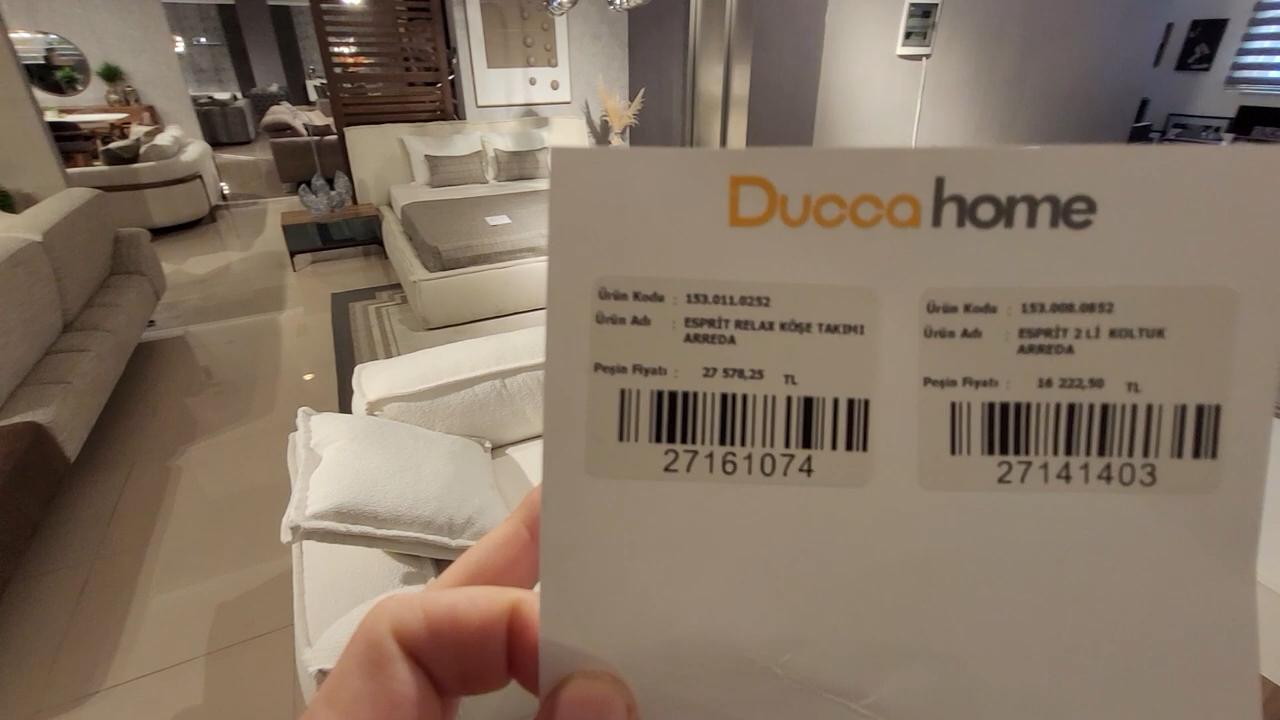 Ducca home
Ürün Kodu : 153.011.0252
Ürün Adı : ESPRİT RELAX KÖŞE TAKIMI
ARREDA
Peşin Fiyatı : 27 578,25 TL
27161074
Ürün Kodu : 153.008.0852
Ürün Adı : ESPRİT 2 Lİ KOLTUK
ARREDA
Peşin Fiyatı : 16 222,50 TL
27141403